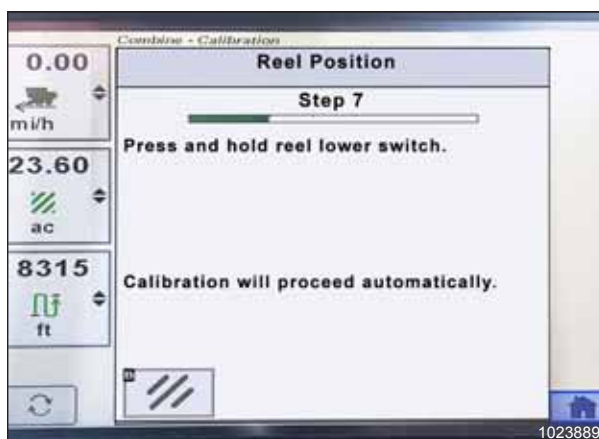 Combine - Calibration
Reel Position
Step 7
Press and hold reel lower switch.
Calibration will proceed automatically.
0.00
mi/h
23.60
ac
8315
ft
1023889